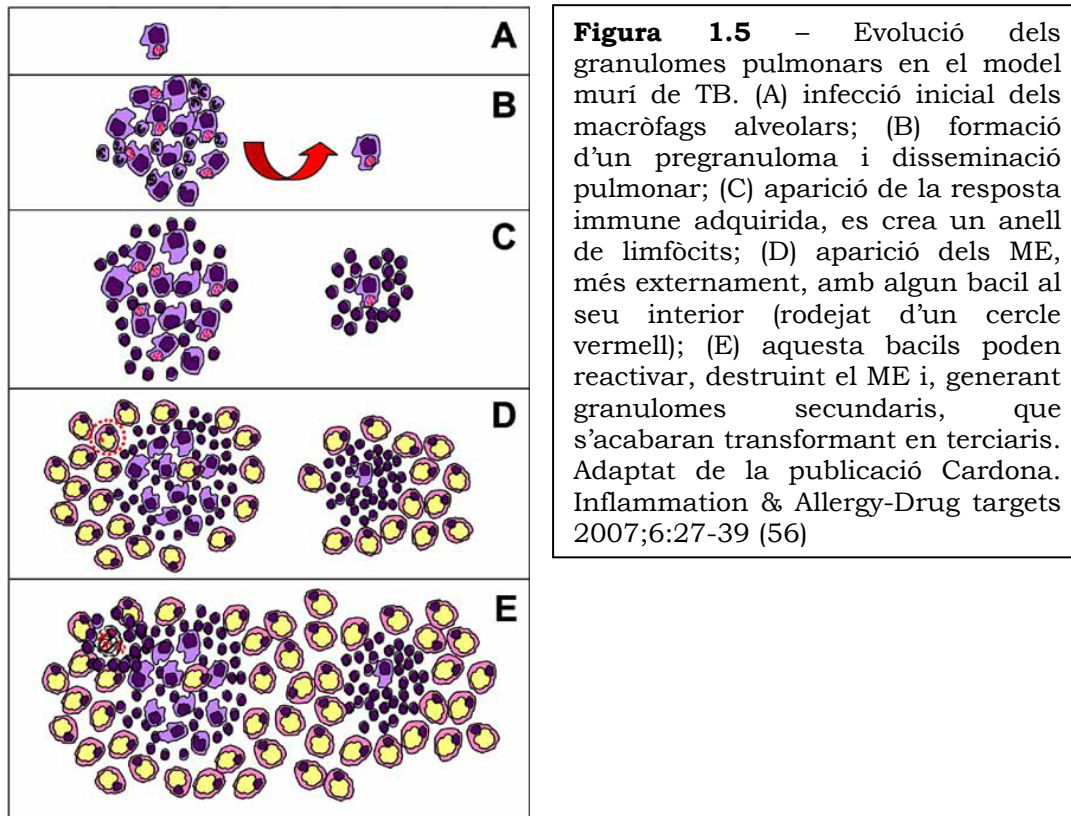 A
B
C
D
E
Figura 1.5 – Evolució dels
granulomes pulmonars en el model
murí de TB. (A) infecció inicial dels
macròfags alveolars; (B) formació
d'un pregranuloma i disseminació
pulmonar; (C) aparició de la resposta
immune adquirida, es crea un anell
de limfòcits; (D) aparició dels ME,
més externament, amb algun bacil al
seu interior (rodejat d'un cercle
vermell); (E) aquesta bacils poden
reactivar, destruint el ME i, generant
granulomes secundaris, que
s'acabaran transformant en terciaris.
Adaptat de la publicació Cardona.
Inflammation & Allergy-Drug targets
2007;6:27-39 (56)